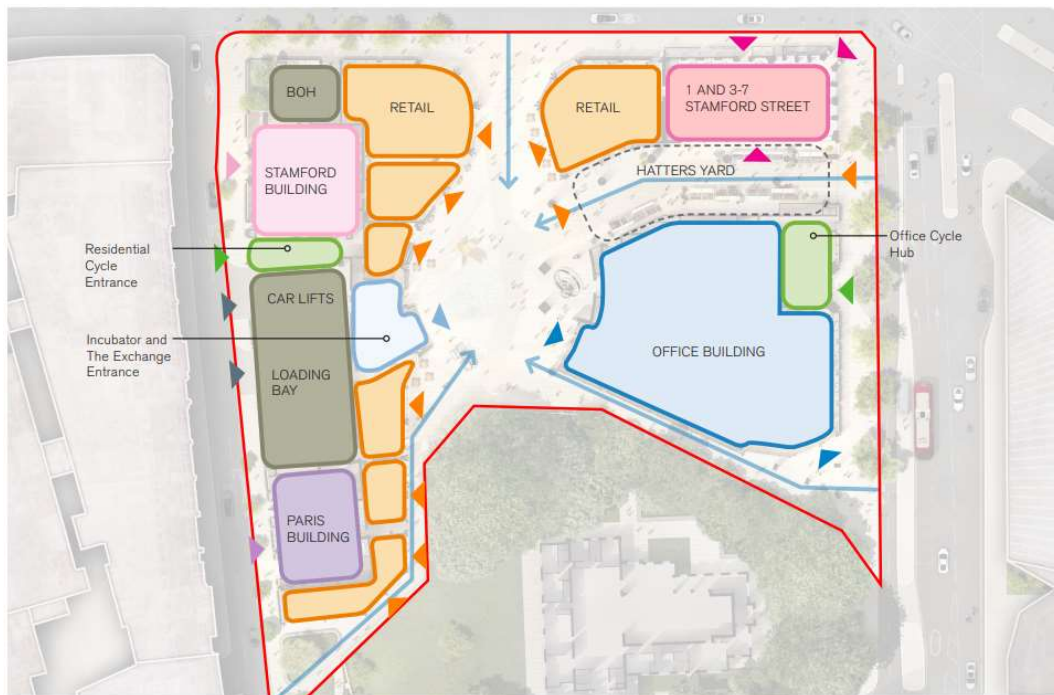 BOH
RETAIL
RETAIL
1 AND 3-7
STAMFORD STREET
STAMFORD
BUILDING
HATTERS YARD
Residential
Cycle
Entrance
Office Cycle
Hub
CAR LIFTS
Incubator and
The Exchange
Entrance
LOADING
BAY
OFFICE BUILDING
PARIS
BUILDING